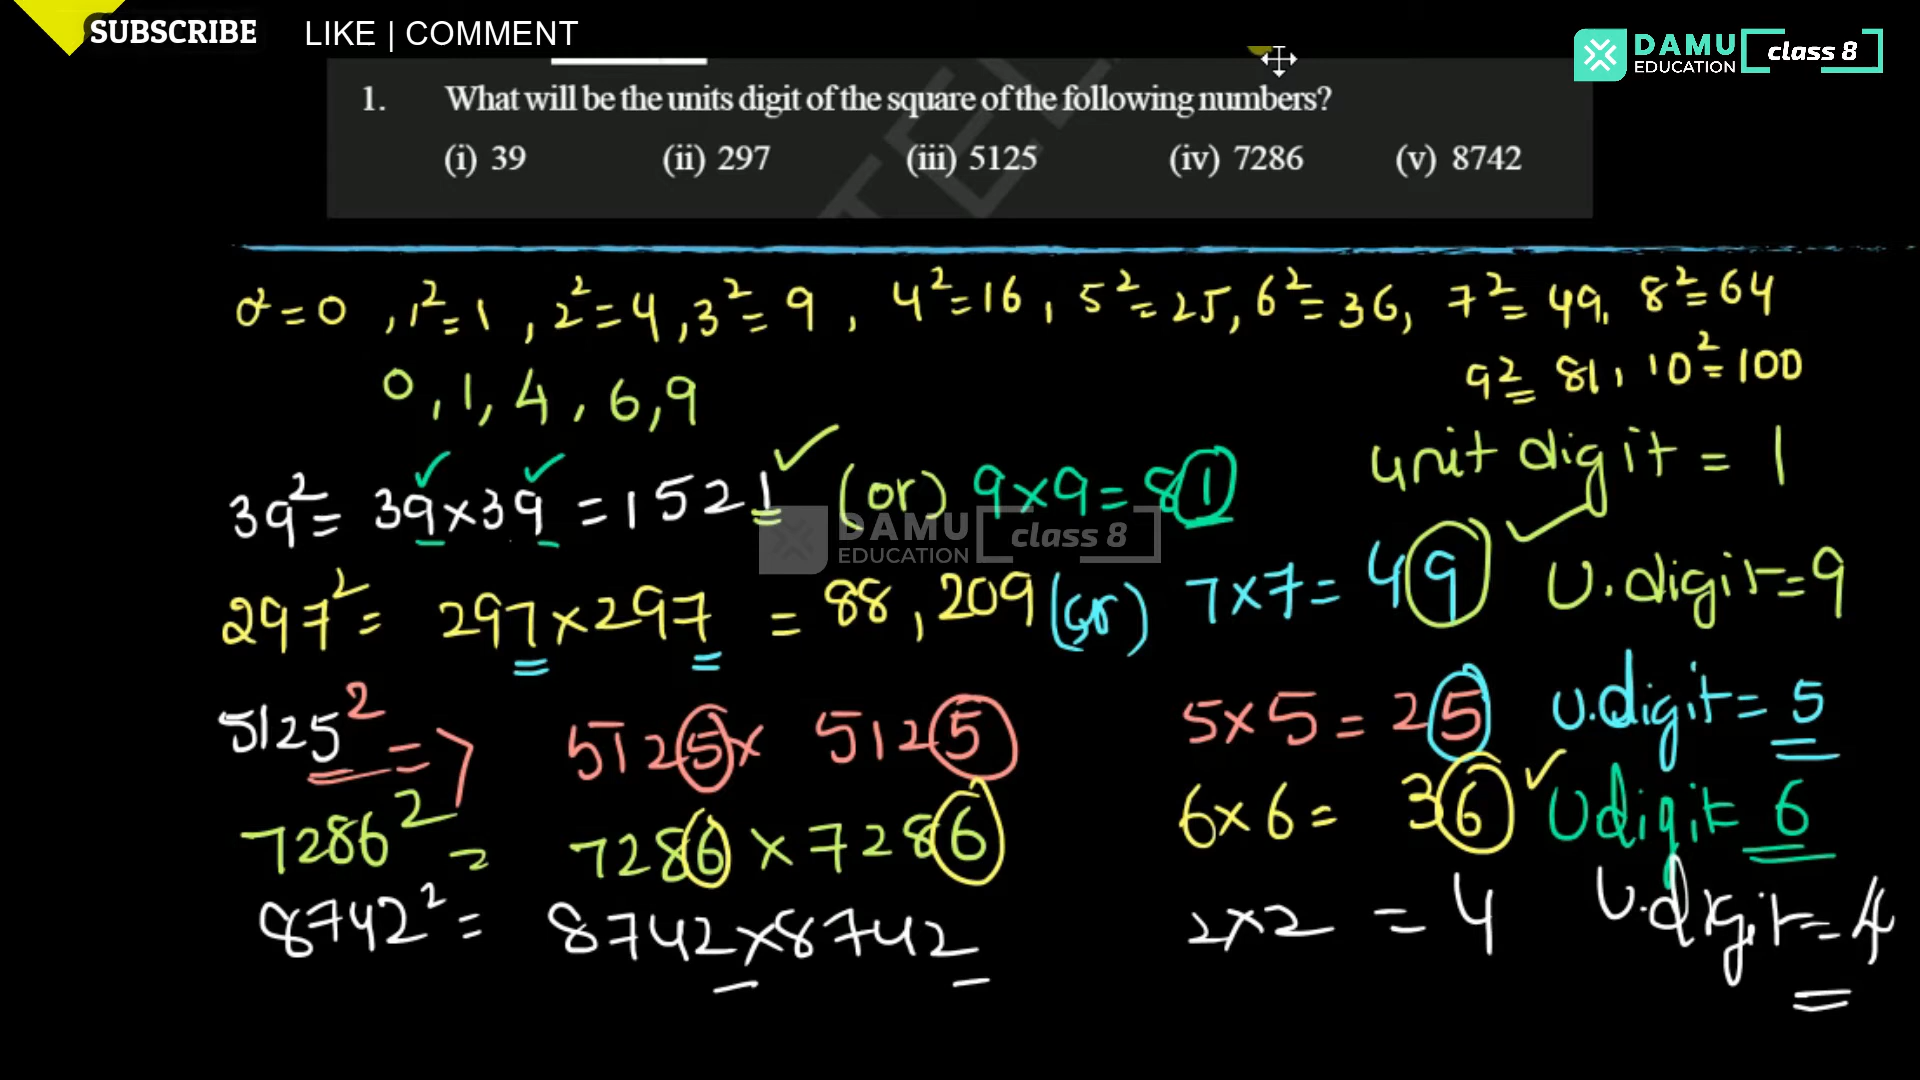 SUBSCRIBE LIKE | COMMENT
DAMU EDUCATION class 8
1. What will be the units digit of the square of the following numbers?
(i) 39 (ii) 297 (iii) 5125 (iv) 7286 (v) 8742
0² = 0 , 1² = 1 , 2² = 4 , 3² = 9 , 4² = 16 , 5² = 25 , 6² = 36 , 7² = 49 , 8² = 64
9² = 81 , 10² = 100
0 , 1 , 4 , 6 , 9
39² = 39 × 39 = 1521 (or) 9 × 9 = 81 unit digit = 1
DAMU EDUCATION class 8
297² = 297 × 297 = 88,209 (or) 7 × 7 = 49 U.digit = 9
5125² => 5125 × 5125 5 × 5 = 25 U.digit = 5
7286² = 7286 × 7286 6 × 6 = 36 Udigit 6
8742² = 8742 × 8742 2 × 2 = 4 U.digit = 4